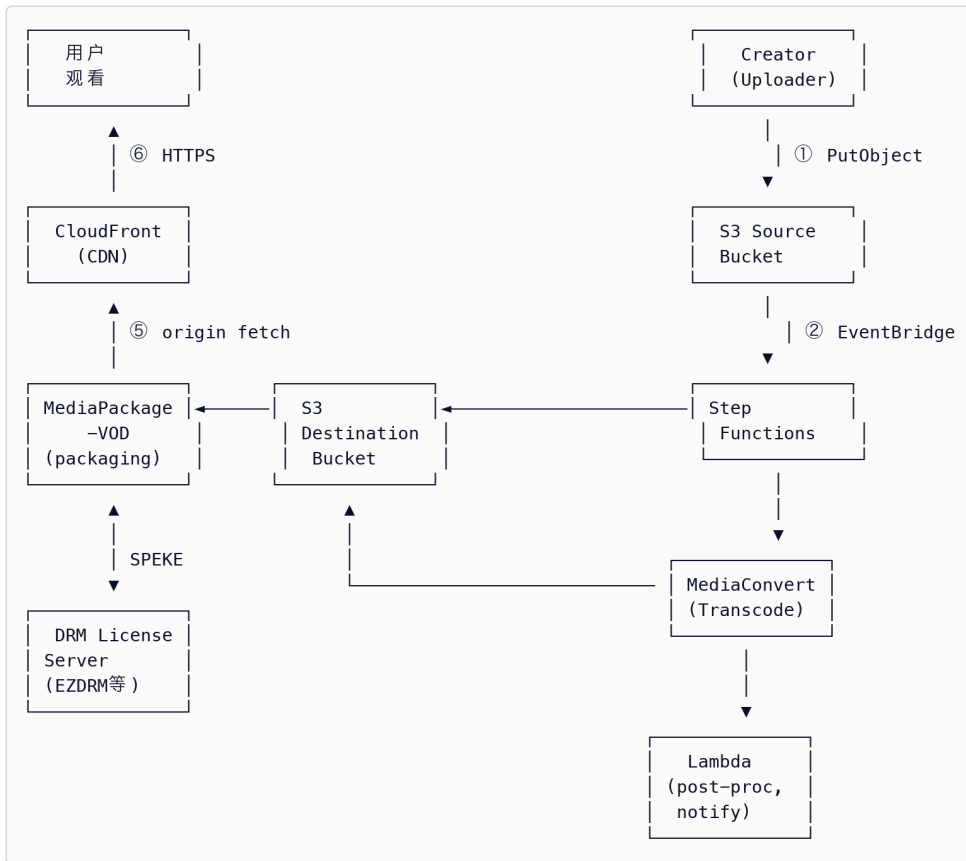 用户
观看
Creator
(Uploader)
⑥ HTTPS
① PutObject
CloudFront
(CDN)
S3 Source
Bucket
⑤ origin fetch
② EventBridge
MediaPackage
-VOD
(packaging)
S3
Destination
Bucket
Step
Functions
SPEKE
MediaConvert
(Transcode)
DRM License
Server
(EZDRM等)
Lambda
(post-proc,
notify)